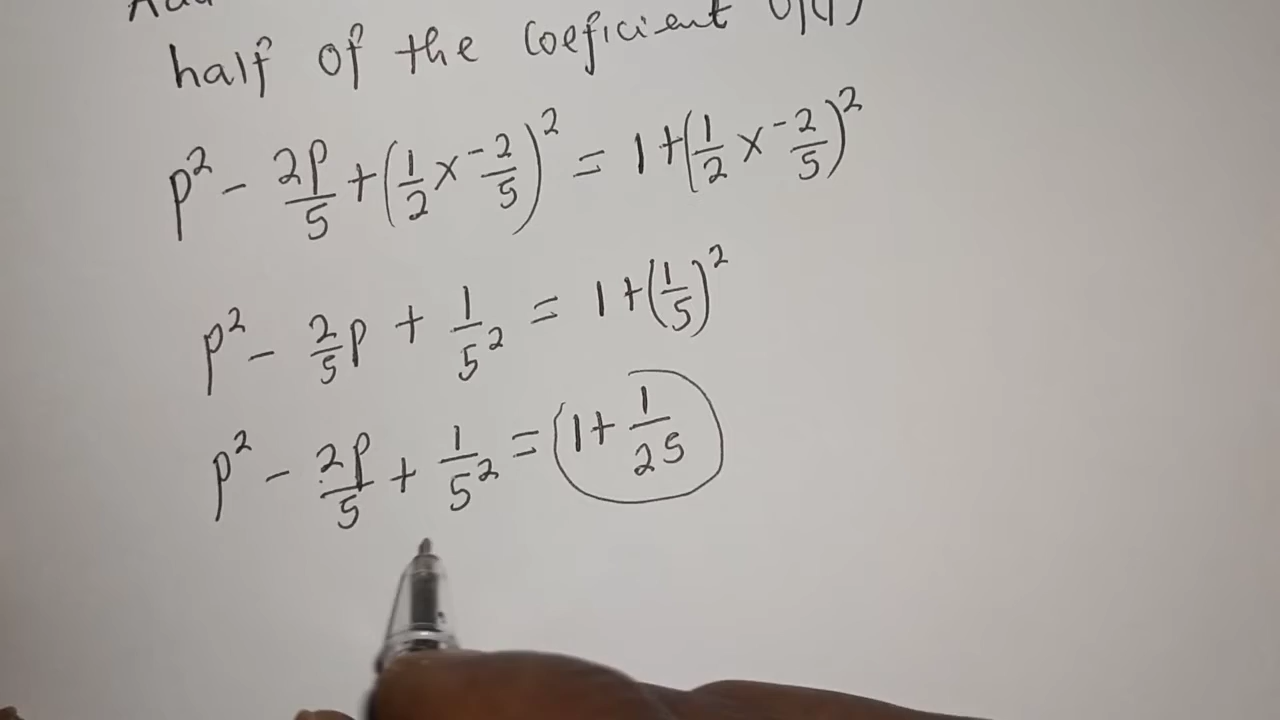 half of the coeficient of(p)
p² - 2p/5 + (1/2 x -2/5)² = 1 + (1/2 x -2/5)²
p² - 2/5 p + 1/5² = 1 + (1/5)²
p² - 2p/5 + 1/5² = 1 + 1/25